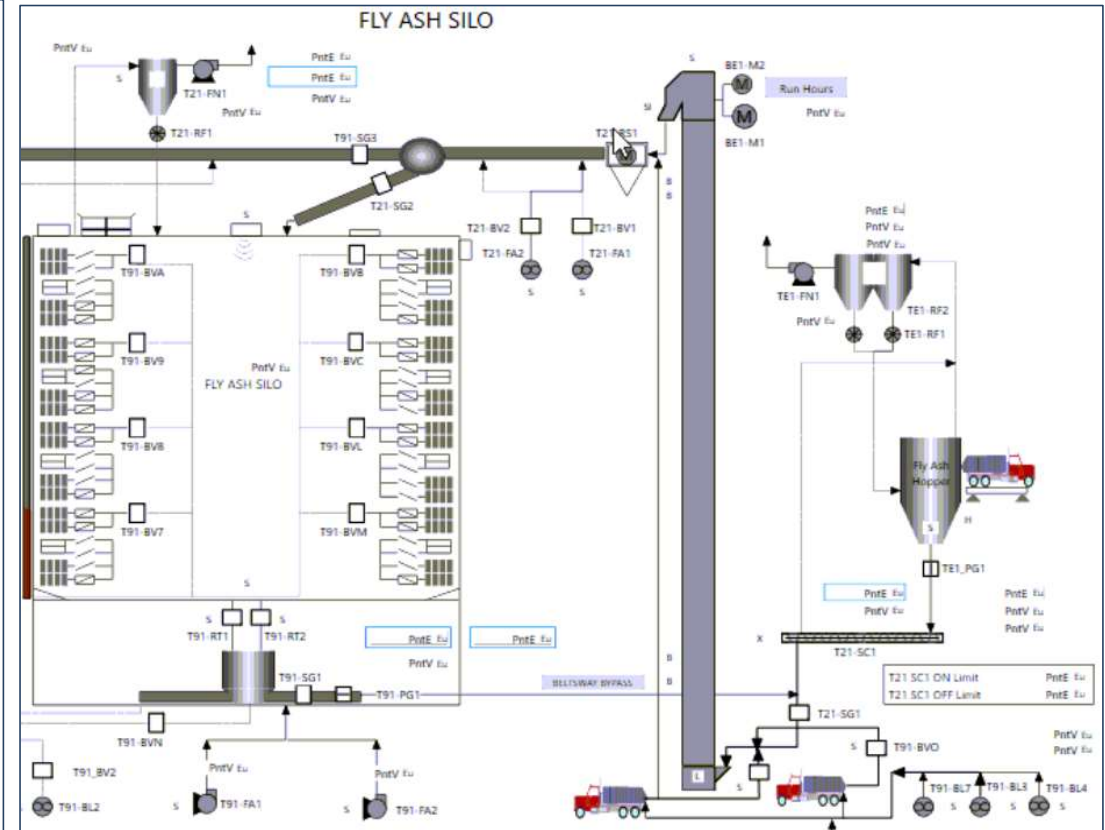 FLY ASH SILO
PntV Eu
S
T21-FN1
PntE Eu
PntE Eu
PntV Eu
PntV Eu
T21-RF1
S
BE1-M2
M
Run Hours
SI
M
PntV Eu
BE1-M1
T91-SG3
T21-RS1
T21-SG2
B
B
S
T21-BV2
T21-BV1
T21-FA2
T21-FA1
S
S
PntE Eu
PntV Eu
PntV Eu
TE1-FN1
PntV Eu
TE1-RF2
TE1-RF1
T91-BVA
T91-BVB
T91-BV9
T91-BVC
PntV Eu
FLY ASH SILO
T91-BV8
T91-BVL
T91-BV7
T91-BVM
Fly Ash
Hopper
S
H
TE1_PG1
S
S
S
T91-RT1
T91-RT2
PntE Eu
PntE Eu
PntV Eu
PntE Eu
PntV Eu
PntE Eu
PntV Eu
PntV Eu
X
T21-SC1
B
B
T91-SG1
T91-PG1
BELTSWAY BYPASS
T21 SC1 ON Limit PntE Eu
T21 SC1 OFF Limit PntE Eu
T21-SG1
T91-BVN
S
T91-BVO
PntV Eu
PntV Eu
L
S
T91_BV2
PntV Eu
PntV Eu
T91-BL2
S
T91-FA1
S
T91-FA2
T91-BL7
T91-BL3
T91-BL4
S
S
S